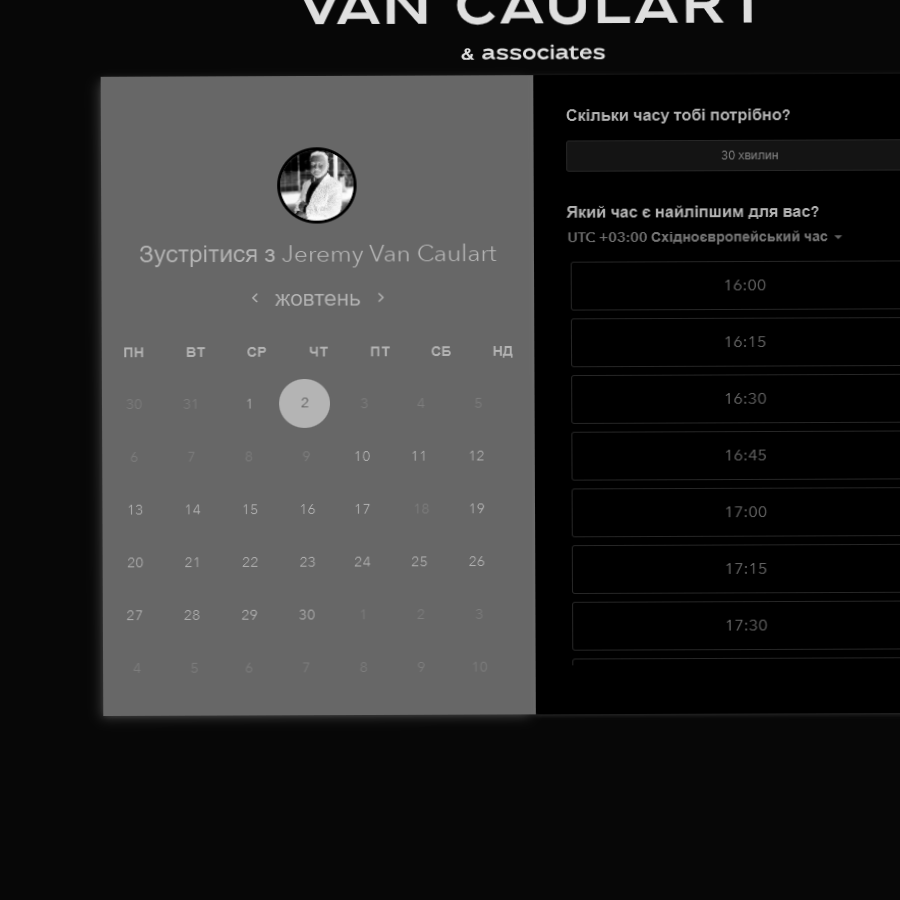 VAN CAULART
& associates
Зустрітися з Jeremy Van Caulart
‹ жовтень ›
ПН ВТ СР ЧТ ПТ СБ НД
30 31 1 2 3 4 5
6 7 8 9 10 11 12
13 14 15 16 17 18 19
20 21 22 23 24 25 26
27 28 29 30 1 2 3
4 5 6 7 8 9 10
Скільки часу тобі потрібно?
30 хвилин
Який час є найліпшим для вас?
UTC +03:00 Східноєвропейський час
16:00
16:15
16:30
16:45
17:00
17:15
17:30